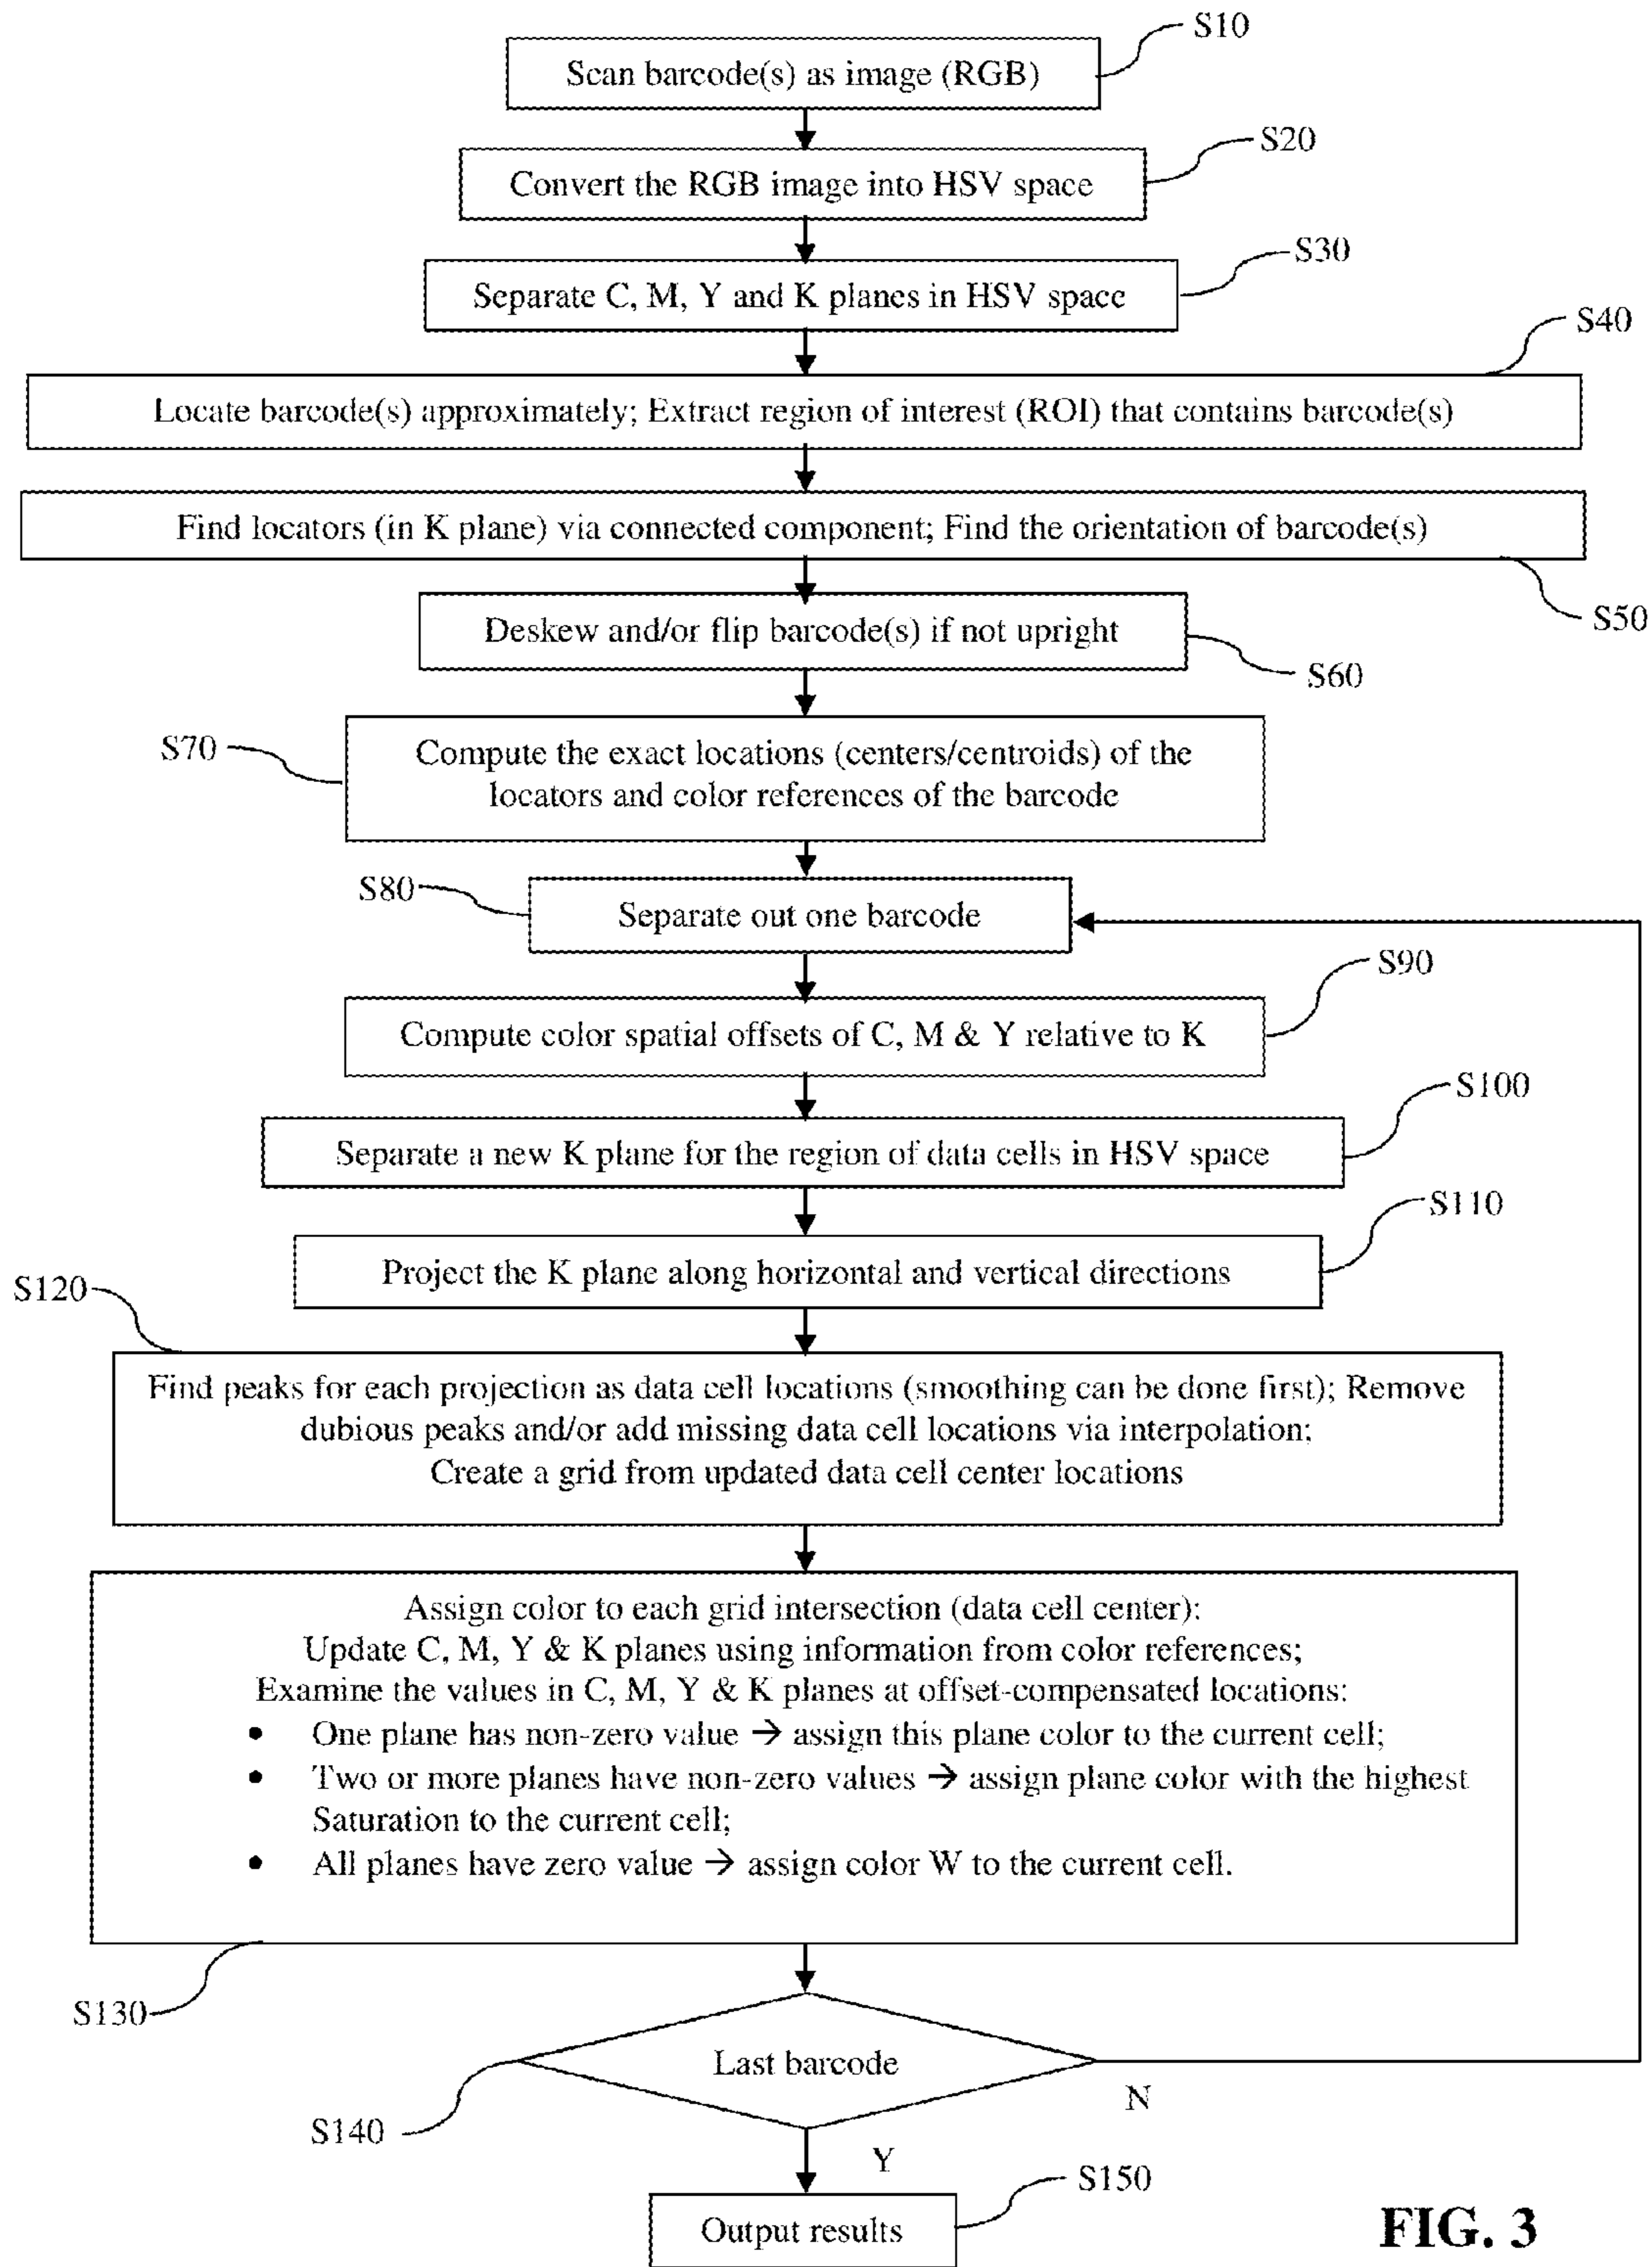 S10
Scan barcode(s) as image (RGB)
S20
Convert the RGB image into HSV space
S30
Separate C, M, Y and K planes in HSV space
S40
Locate barcode(s) approximately; Extract region of interest (ROI) that contains barcode(s)
Find locators (in K plane) via connected component; Find the orientation of barcode(s)
S50
Deskew and/or flip barcode(s) if not upright
S60
S70
Compute the exact locations (centers/centroids) of the
locators and color references of the barcode
S80
Separate out one barcode
S90
Compute color spatial offsets of C, M & Y relative to K
S100
Separate a new K plane for the region of data cells in HSV space
S110
Project the K plane along horizontal and vertical directions
S120
Find peaks for each projection as data cell locations (smoothing can be done first); Remove
dubious peaks and/or add missing data cell locations via interpolation;
Create a grid from updated data cell center locations
Assign color to each grid intersection (data cell center):
Update C, M, Y & K planes using information from color references;
Examine the values in C, M, Y & K planes at offset-compensated locations:
• One plane has non-zero value → assign this plane color to the current cell;
• Two or more planes have non-zero values → assign plane color with the highest
Saturation to the current cell;
• All planes have zero value → assign color W to the current cell.
S130
Last barcode
N
S140
Y
S150
Output results
FIG. 3